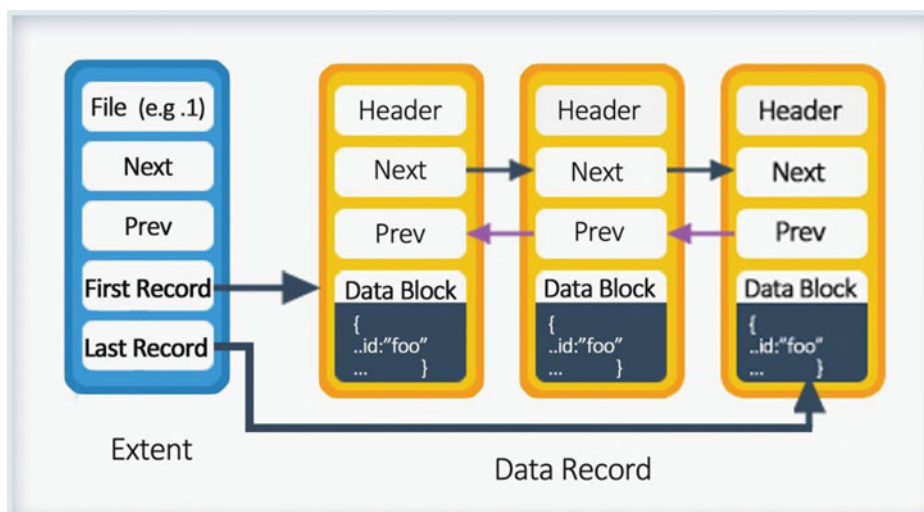 File (e.g .1)
Next
Prev
First Record
Last Record
Extent
Header
Next
Prev
Data Block
{
..id:"foo"
... }
Header
Next
Prev
Data Block
{
..id:"foo"
... }
Header
Next
Prev
Data Block
{
..id:"foo"
... }
Data Record